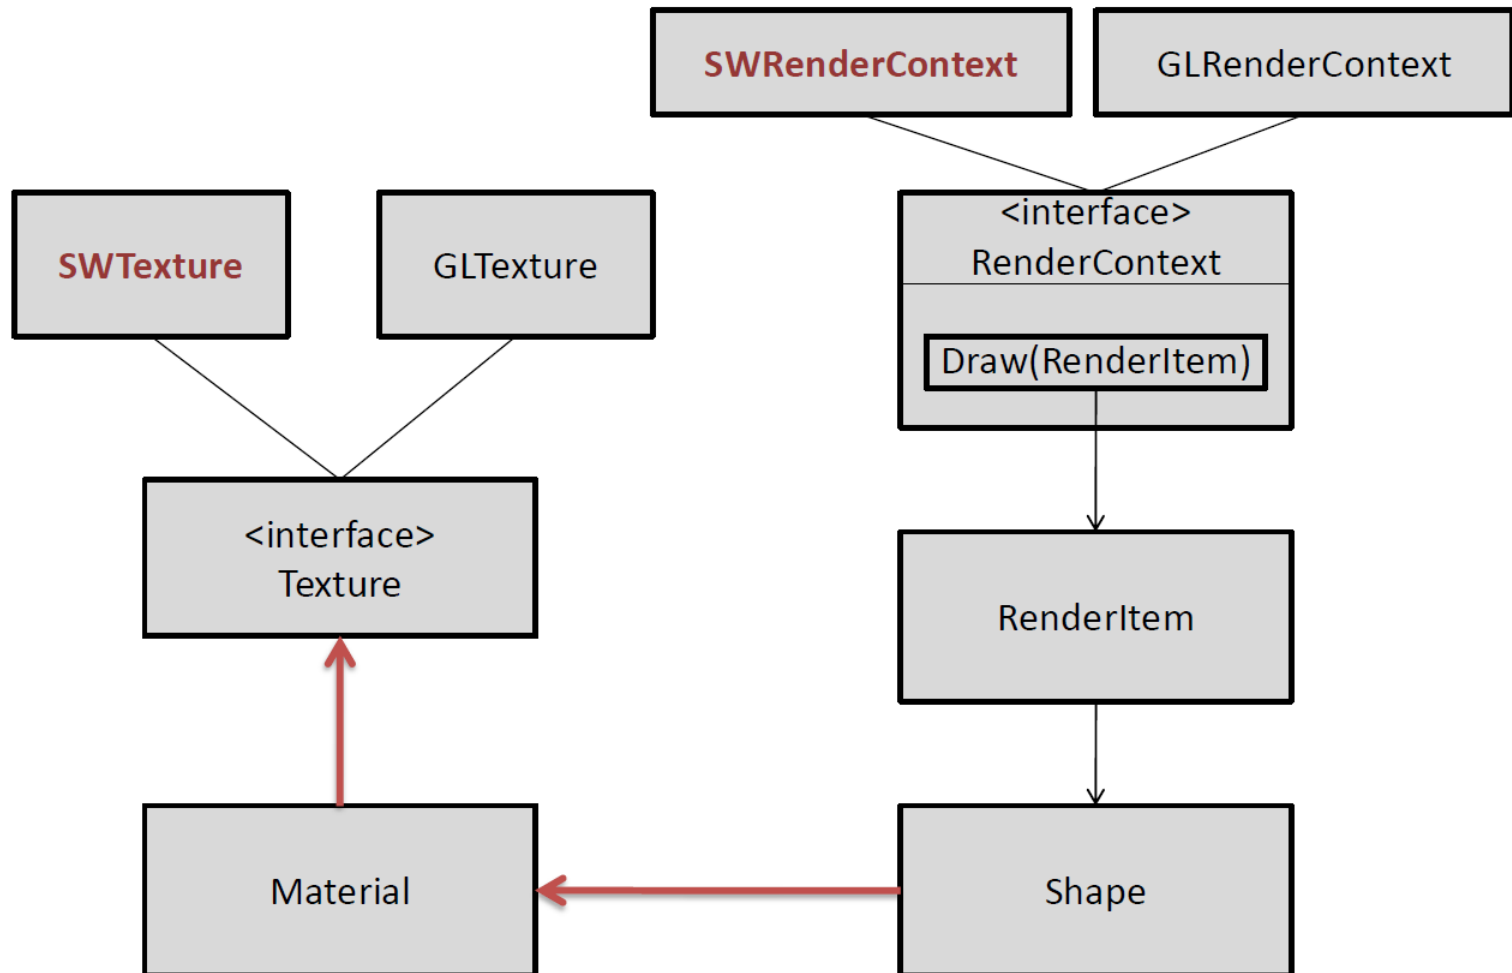 SWRenderContext
GLRenderContext
SWTexture
GLTexture
<interface>
RenderContext
Draw(RenderItem)
<interface>
Texture
RenderItem
Material
Shape